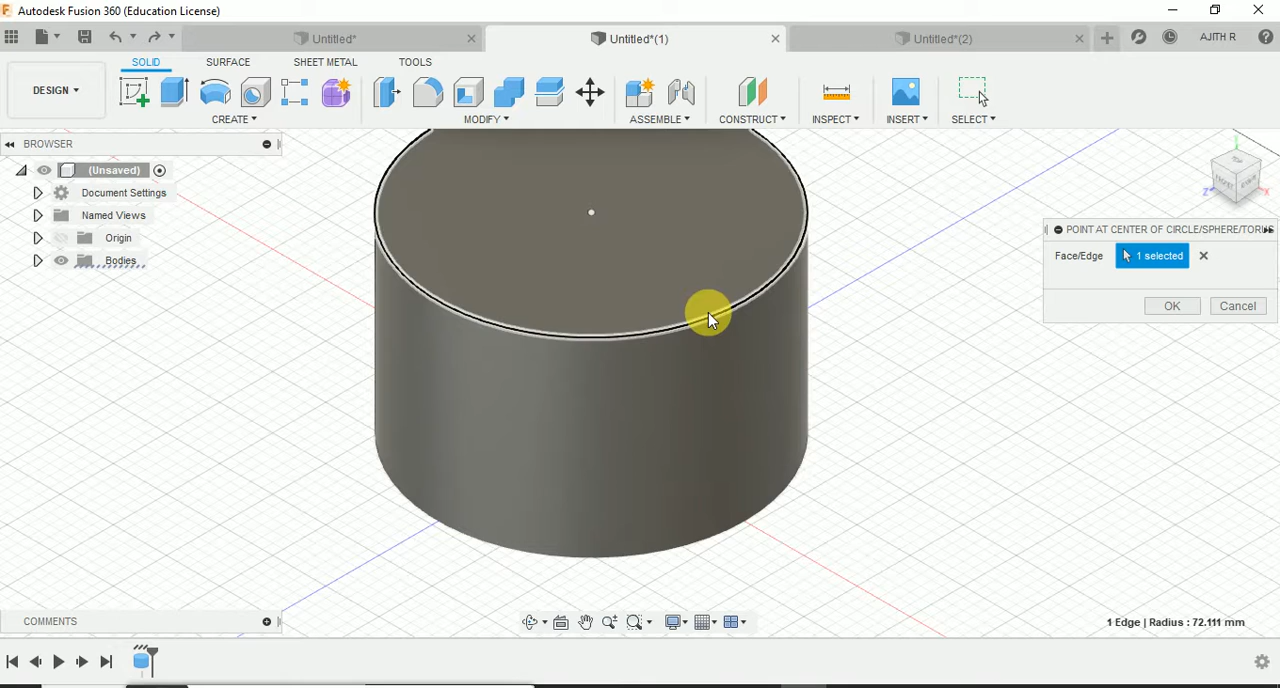 Autodesk Fusion 360 (Education License)
Untitled*
Untitled*(1)
Untitled*(2)
AJITH R
DESIGN
SOLID
SURFACE
SHEET METAL
TOOLS
CREATE
MODIFY
ASSEMBLE
CONSTRUCT
INSPECT
INSERT
SELECT
BROWSER
(Unsaved)
Document Settings
Named Views
Origin
Bodies
POINT AT CENTER OF CIRCLE/SPHERE/TORUS
Face/Edge
1 selected
OK
Cancel
COMMENTS
1 Edge | Radius : 72.111 mm